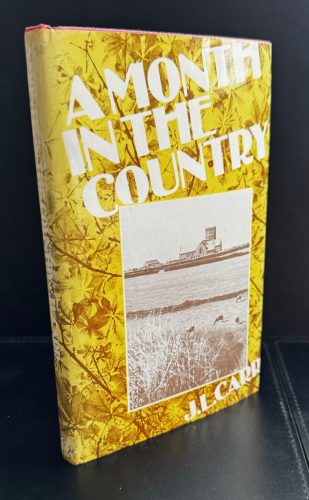 A MONTH
IN THE
COUNTRY
J.L. CARR